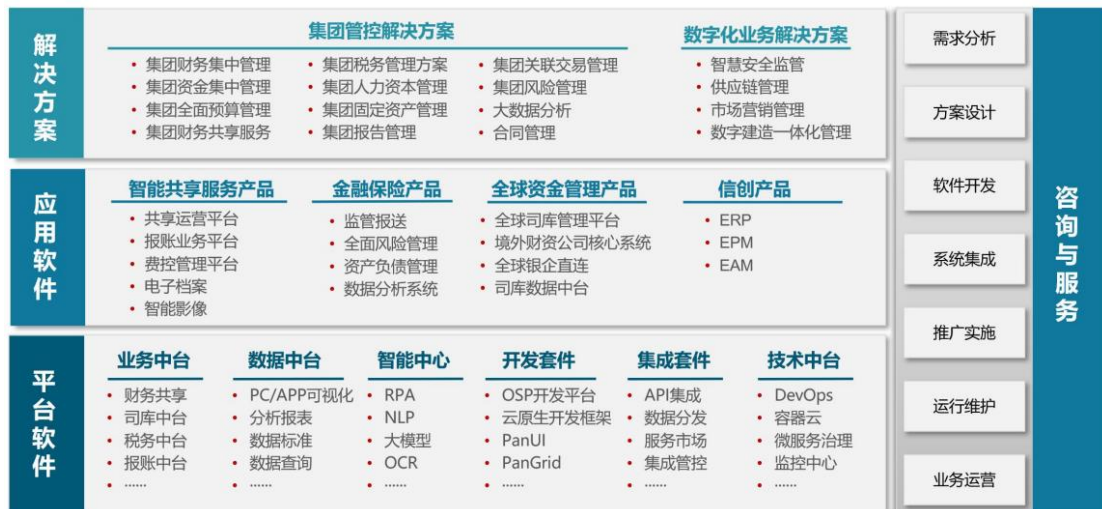 解决方案
集团管控解决方案
• 集团财务集中管理
• 集团资金集中管理
• 集团全面预算管理
• 集团财务共享服务
• 集团税务管理方案
• 集团人力资本管理
• 集团固定资产管理
• 集团报告管理
• 集团关联交易管理
• 集团风险管理
• 大数据分析
• 合同管理
数字化业务解决方案
• 智慧安全监管
• 供应链管理
• 市场营销管理
• 数字建造一体化管理
应用软件
智能共享服务产品
• 共享运营平台
• 报账业务平台
• 费控管理平台
• 电子档案
• 智能影像
金融保险产品
• 监管报送
• 全面风险管理
• 资产负债管理
• 数据分析系统
全球资金管理产品
• 全球司库管理平台
• 境外财资公司核心系统
• 全球银企直连
• 司库数据中台
信创产品
• ERP
• EPM
• EAM
平台软件
业务中台
• 财务共享
• 司库中台
• 税务中台
• 报账中台
• ......
数据中台
• PC/APP可视化
• 分析报表
• 数据标准
• 数据查询
• ......
智能中心
• RPA
• NLP
• 大模型
• OCR
• ......
开发套件
• OSP开发平台
• 云原生开发框架
• PanUI
• PanGrid
• ......
集成套件
• API集成
• 数据分发
• 服务市场
• 集成管控
• ......
技术中台
• DevOps
• 容器云
• 微服务治理
• 监控中心
• ......
需求分析
方案设计
软件开发
系统集成
推广实施
运行维护
业务运营
咨询与服务